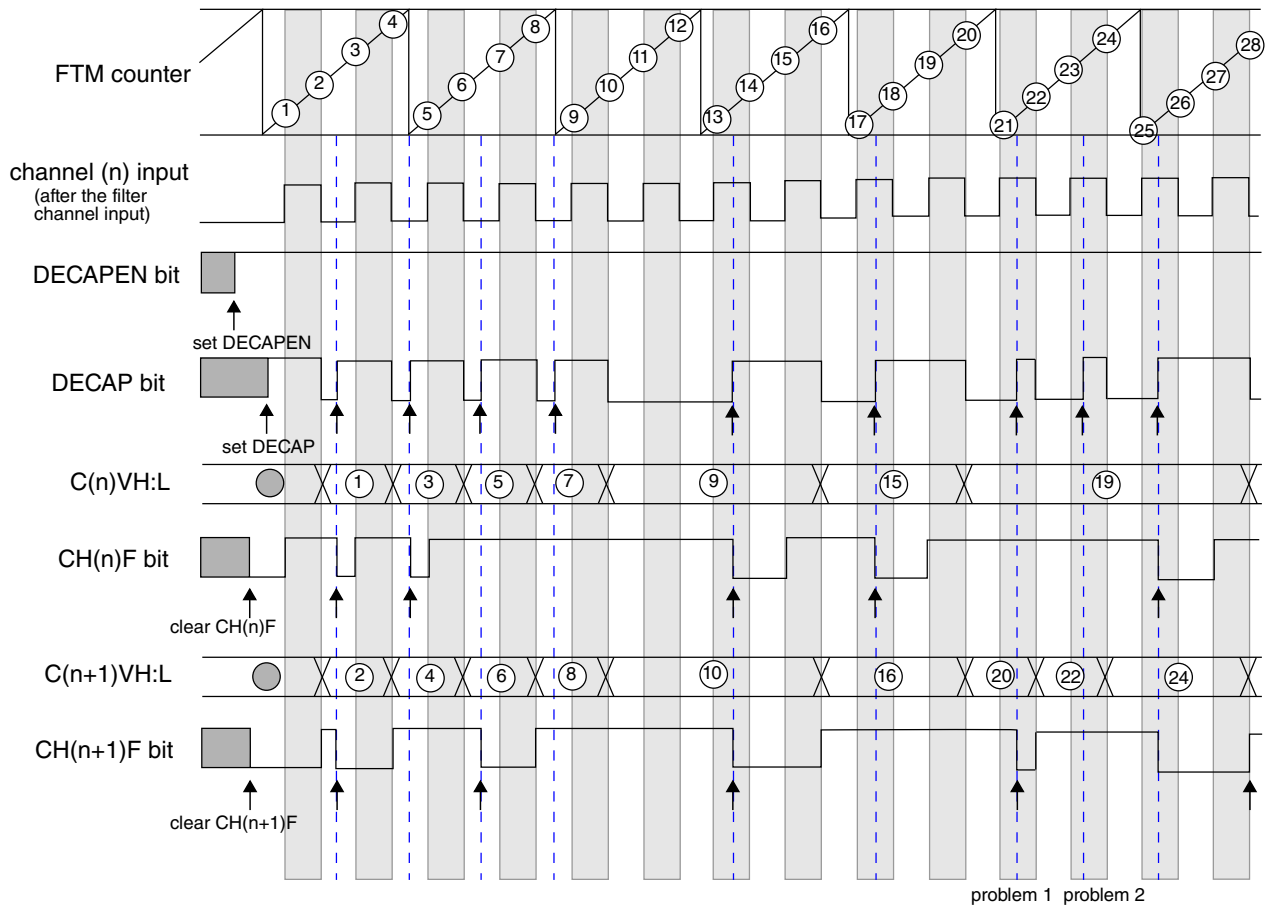 4 8 12 16 20 24 28
3 7 11 15 19 23 27
FTM counter
2 6 10 14 18 22 26
1 5 9 13 17 21 25
channel (n) input
(after the filter
channel input)
DECAPEN bit
set DECAPEN
DECAP bit
set DECAP
C(n)VH:L 1 3 5 7 9 15 19
CH(n)F bit
clear CH(n)F
C(n+1)VH:L 2 4 6 8 10 16 20 22 24
CH(n+1)F bit
clear CH(n+1)F
problem 1 problem 2